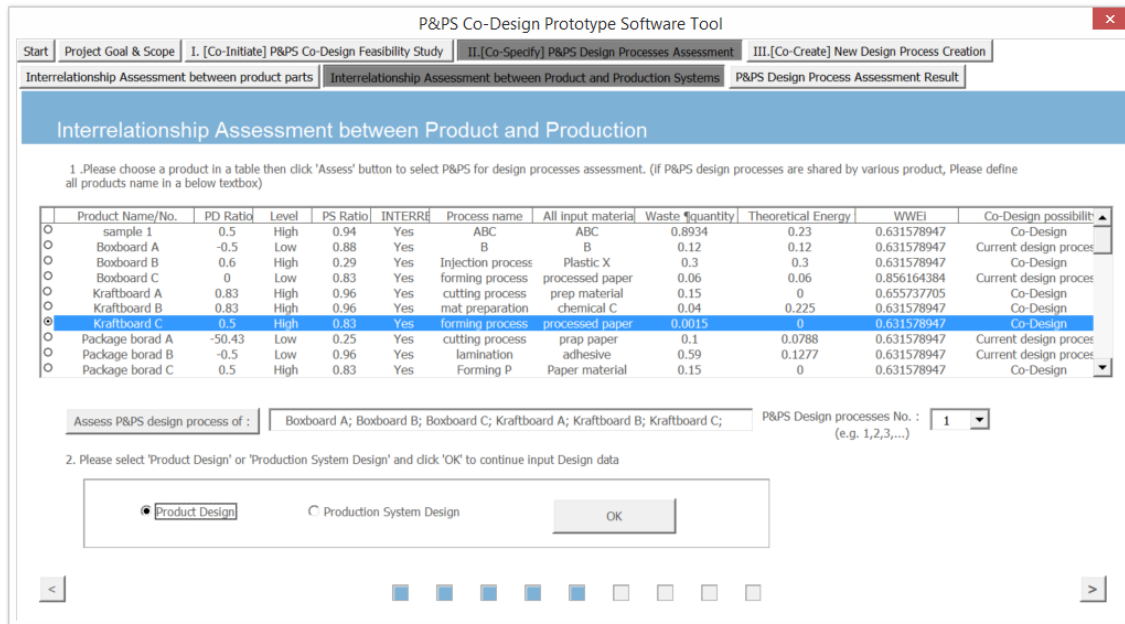 P&PS Co-Design Prototype Software Tool
Start Project Goal & Scope I. [Co-Initiate] P&PS Co-Design Feasibility Study II.[Co-Specify] P&PS Design Processes Assessment III.[Co-Create] New Design Process Creation
Interrelationship Assessment between product parts Interrelationship Assessment between Product and Production Systems P&PS Design Process Assessment Result
Interrelationship Assessment between Product and Production
1 .Please choose a product in a table then click 'Assess' button to select P&PS for design processes assessment. (if P&PS design processes are shared by various product, Please define
all products name in a below textbox)
Product Name/No. PD Ratio Level PS Ratio INTERRE Process name All input materia Waste ¶quantity Theoretical Energy WWEi Co-Design possibilit
sample 1 0.5 High 0.94 Yes ABC ABC 0.8934 0.23 0.631578947 Co-Design
Boxboard A -0.5 Low 0.88 Yes B B 0.12 0.12 0.631578947 Current design proces
Boxboard B 0.6 High 0.29 Yes Injection process Plastic X 0.3 0.3 0.631578947 Co-Design
Boxboard C 0 Low 0.83 Yes forming process processed paper 0.06 0.06 0.856164384 Current design proces
Kraftboard A 0.83 High 0.96 Yes cutting process prep material 0.15 0 0.655737705 Co-Design
Kraftboard B 0.83 High 0.96 Yes mat preparation chemical C 0.04 0.225 0.631578947 Co-Design
Kraftboard C 0.5 High 0.83 Yes forming process processed paper 0.0015 0 0.631578947 Co-Design
Package borad A -50.43 Low 0.25 Yes cutting process prap paper 0.1 0.0788 0.631578947 Current design proces
Package borad B -0.5 Low 0.96 Yes lamination adhesive 0.59 0.1277 0.631578947 Current design proces
Package borad C 0.5 High 0.83 Yes Forming P Paper material 0.15 0 0.631578947 Co-Design
Assess P&PS design process of : Boxboard A; Boxboard B; Boxboard C; Kraftboard A; Kraftboard B; Kraftboard C; P&PS Design processes No. : 1
(e.g. 1,2,3,...)
2. Please select 'Product Design' or 'Production System Design' and click 'OK' to continue input Design data
Product Design Production System Design OK
< >